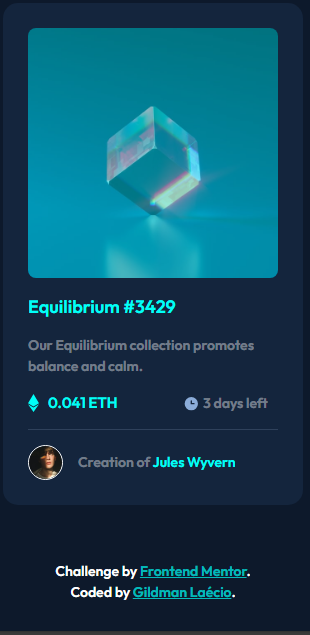 Equilibrium #3429
Our Equilibrium collection promotes
balance and calm.
0.041 ETH 3 days left
Creation of Jules Wyvern
Challenge by Frontend Mentor.
Coded by Gildman Laécio.